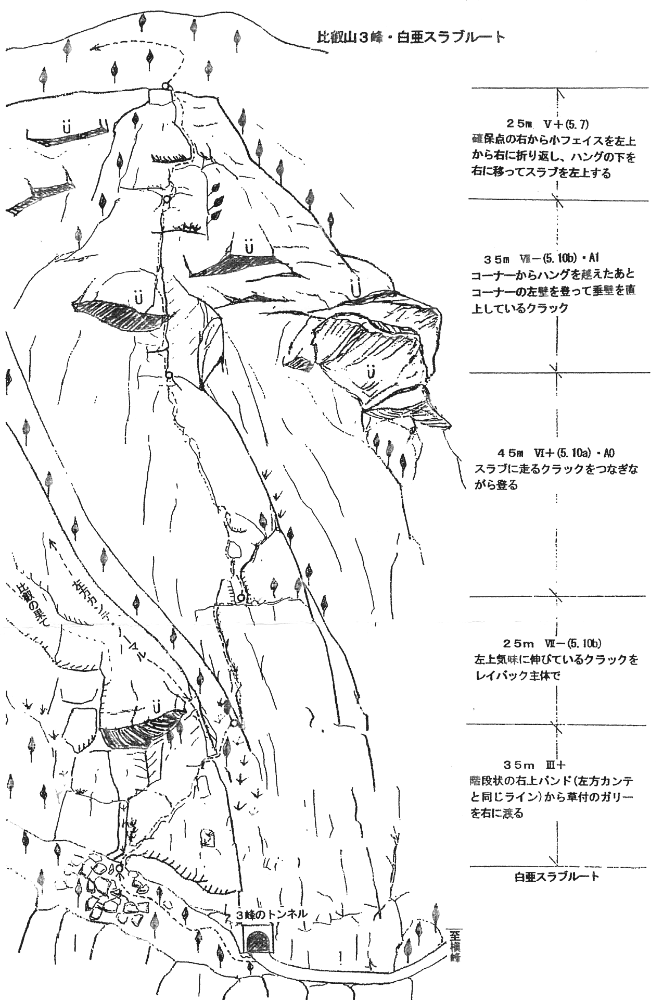 比叡山3峰・白亜スラブルート
25m Ⅴ+(5.7)
確保点の右から小フェイスを左上
から右に折り返し、ハングの下を
右に移ってスラブを左上する
35m Ⅶ−(5.10b)・A1
コーナーからハングを越えたあと
コーナーの左壁を登って垂壁を直
上しているクラック
45m Ⅵ+(5.10a)・A0
スラブに走るクラックをつなぎな
がら登る
25m Ⅶ−(5.10b)
左上気味に伸びているクラックを
レイバック主体で
35m Ⅲ+
階段状の右上バンド(左方カンテ
と同じライン)から草付のガリー
を右に渡る
白亜スラブルート
Ü
Ü
Ü
Ü
Ü
Ü
左方カンテ・ノーマル
比叡の果て
3峰のトンネル
至槇峰